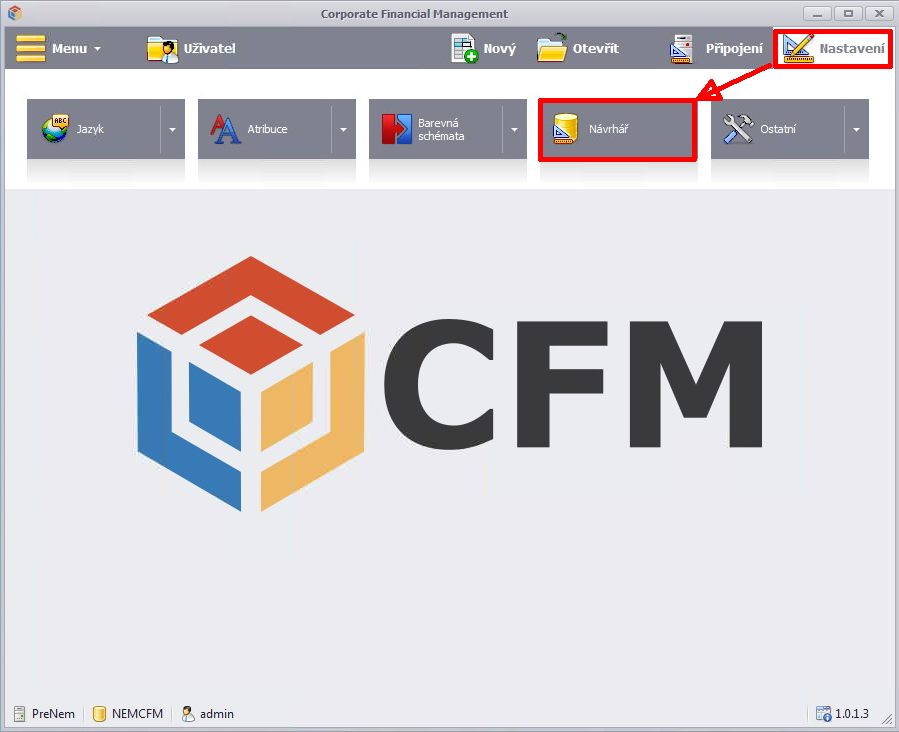 Corporate Financial Management
Menu
Uživatel
Nový
Otevřít
Připojení
Nastavení
ABC
Jazyk
Atribuce
Barevná
schémata
Návrhář
Ostatní
CFM
PreNem
NEMCFM
admin
1.0.1.3